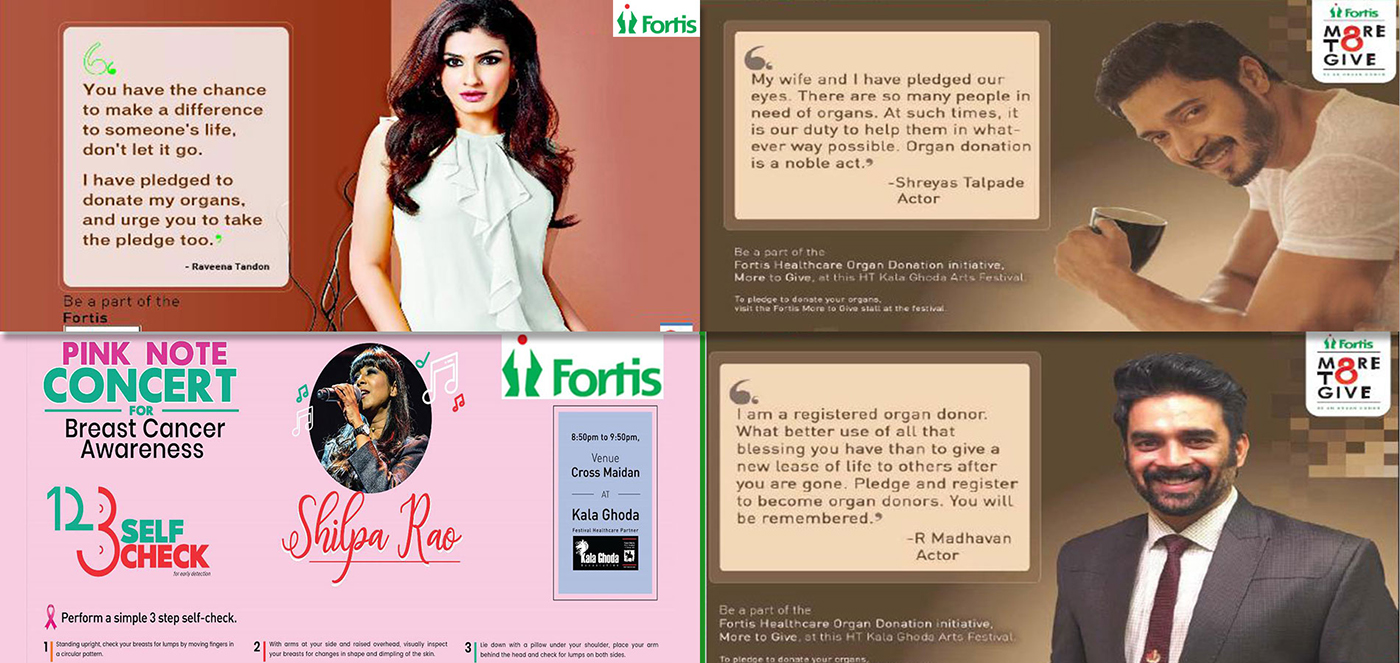 Fortis
You have the chance
to make a difference
to someone's life,
don't let it go.
I have pledged to
donate my organs,
and urge you to take
the pledge too.’
- Raveena Tandon
Be a part of the
Fortis
Fortis
M8RE
TO
GIVE
‘My wife and I have pledged our
eyes. There are so many people in
need of organs. At such times, it
is our duty to help them in what-
ever way possible. Organ donation
is a noble act.’
-Shreyas Talpade
Actor
Be a part of the
Fortis Healthcare Organ Donation initiative,
More to Give, at this HT Kala Ghoda Arts Festival.
To pledge to donate your organs,
visit the Fortis More to Give stall at the festival.
PINK NOTE
CONCERT
FOR
Breast Cancer
Awareness
123 SELF
CHECK
for early detection
Shilpa Rao
Fortis
8:50pm to 9:50pm,
Venue
Cross Maidan
AT
Kala Ghoda
Festival Healthcare Partner
Kala Ghoda
ASSOCIATION
Perform a simple 3 step self-check.
1 Standing upright, check your breasts for lumps by moving fingers in
a circular pattern.
2 With arms at your side and raised overhead, visually inspect
your breasts for changes in shape and dimpling of the skin.
3 Lie down with a pillow under your shoulder, place your arm
behind the head and check for lumps on both sides.
Fortis
MORE
T8
GIVE
I am a registered organ donor.
What better use of all that
blessing you have than to give a
new lease of life to others after
you are gone. Pledge and register
to become organ donors. You will
be remembered.’
-R Madhavan
Actor
Be a part of the
Fortis Healthcare Organ Donation initiative,
More to Give, at this HT Kala Ghoda Arts Festival.
To pledge to donate your organs,